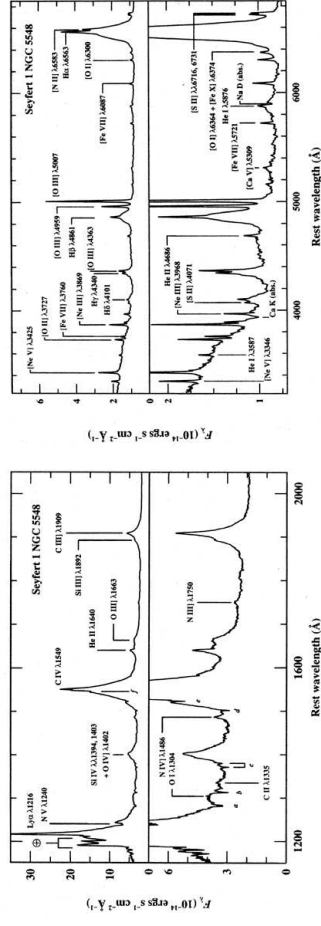 Seyfert 1 NGC 5548
Lyα λ1216
N V λ1240
⊕
Si IV λλ1394, 1403
+ O IV] λ1402
C IV λ1549
He II λ1640
O III] λ1663
Si III] λ1892
C III] λ1909
f
35
30
25
20
15
10
5
0
F_λ (10⁻¹⁴ ergs s⁻¹ cm⁻² Å⁻¹)
N IV] λ1486
O I λ1304
C II λ1335
N III] λ1750
a
b
c
d
e
6
3
0
1200
1600
2000
Rest wavelength (Å)
Seyfert 1 NGC 5548
[Ne V] λ3425
[O II] λ3727
[Fe VII] λ3760
[Ne III] λ3869
Hδ λ4101
Hγ λ4340
[O III] λ4363
Hβ λ4861
[O III] λ4959
[O III] λ5007
[Fe VII] λ6087
[O I] λ6300
Hα λ6563
[N II] λ6583
6
4
2
0
F_λ (10⁻¹⁴ ergs s⁻¹ cm⁻² Å⁻¹)
[Ne V] λ3346
He I λ3587
Ca K (abs.)
[S II] λ4071
[Ne III] λ3968
He II λ4686
[Ca V] λ5309
[Fe VII] λ5721
He I λ5876
Na D (abs.)
[O I] λ6364 + [Fe X] λ6374
[S II] λλ6716, 6731
2
1
4000
5000
6000
Rest wavelength (Å)